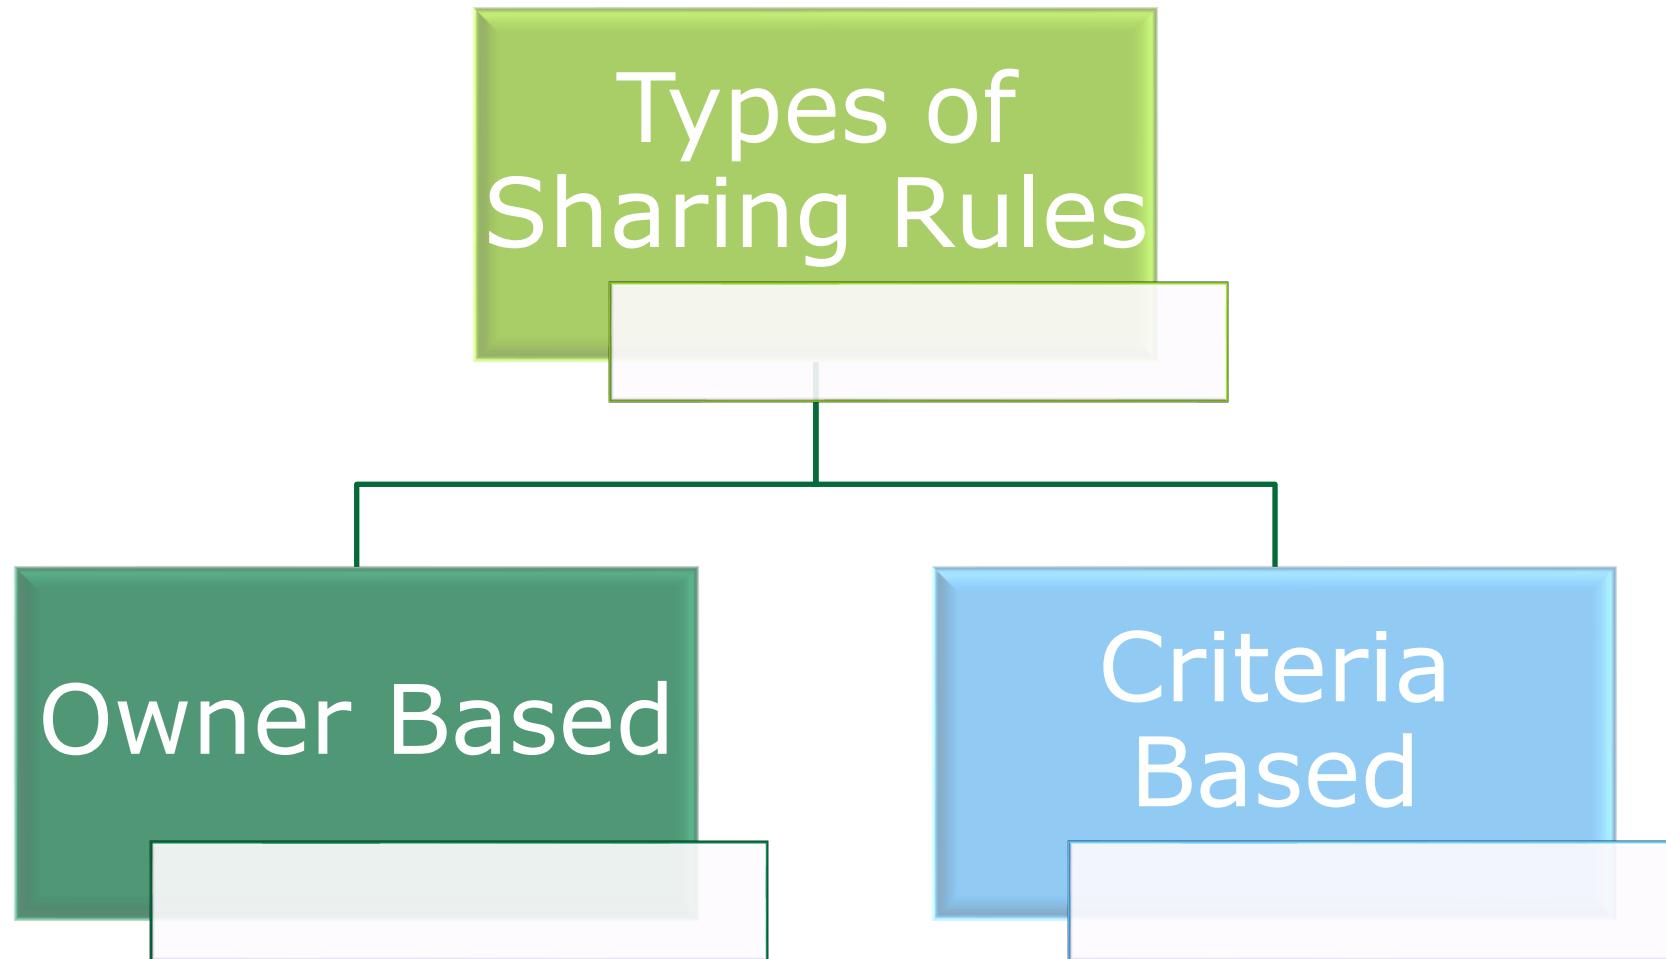 Types of
Sharing Rules
Owner Based
Criteria
Based